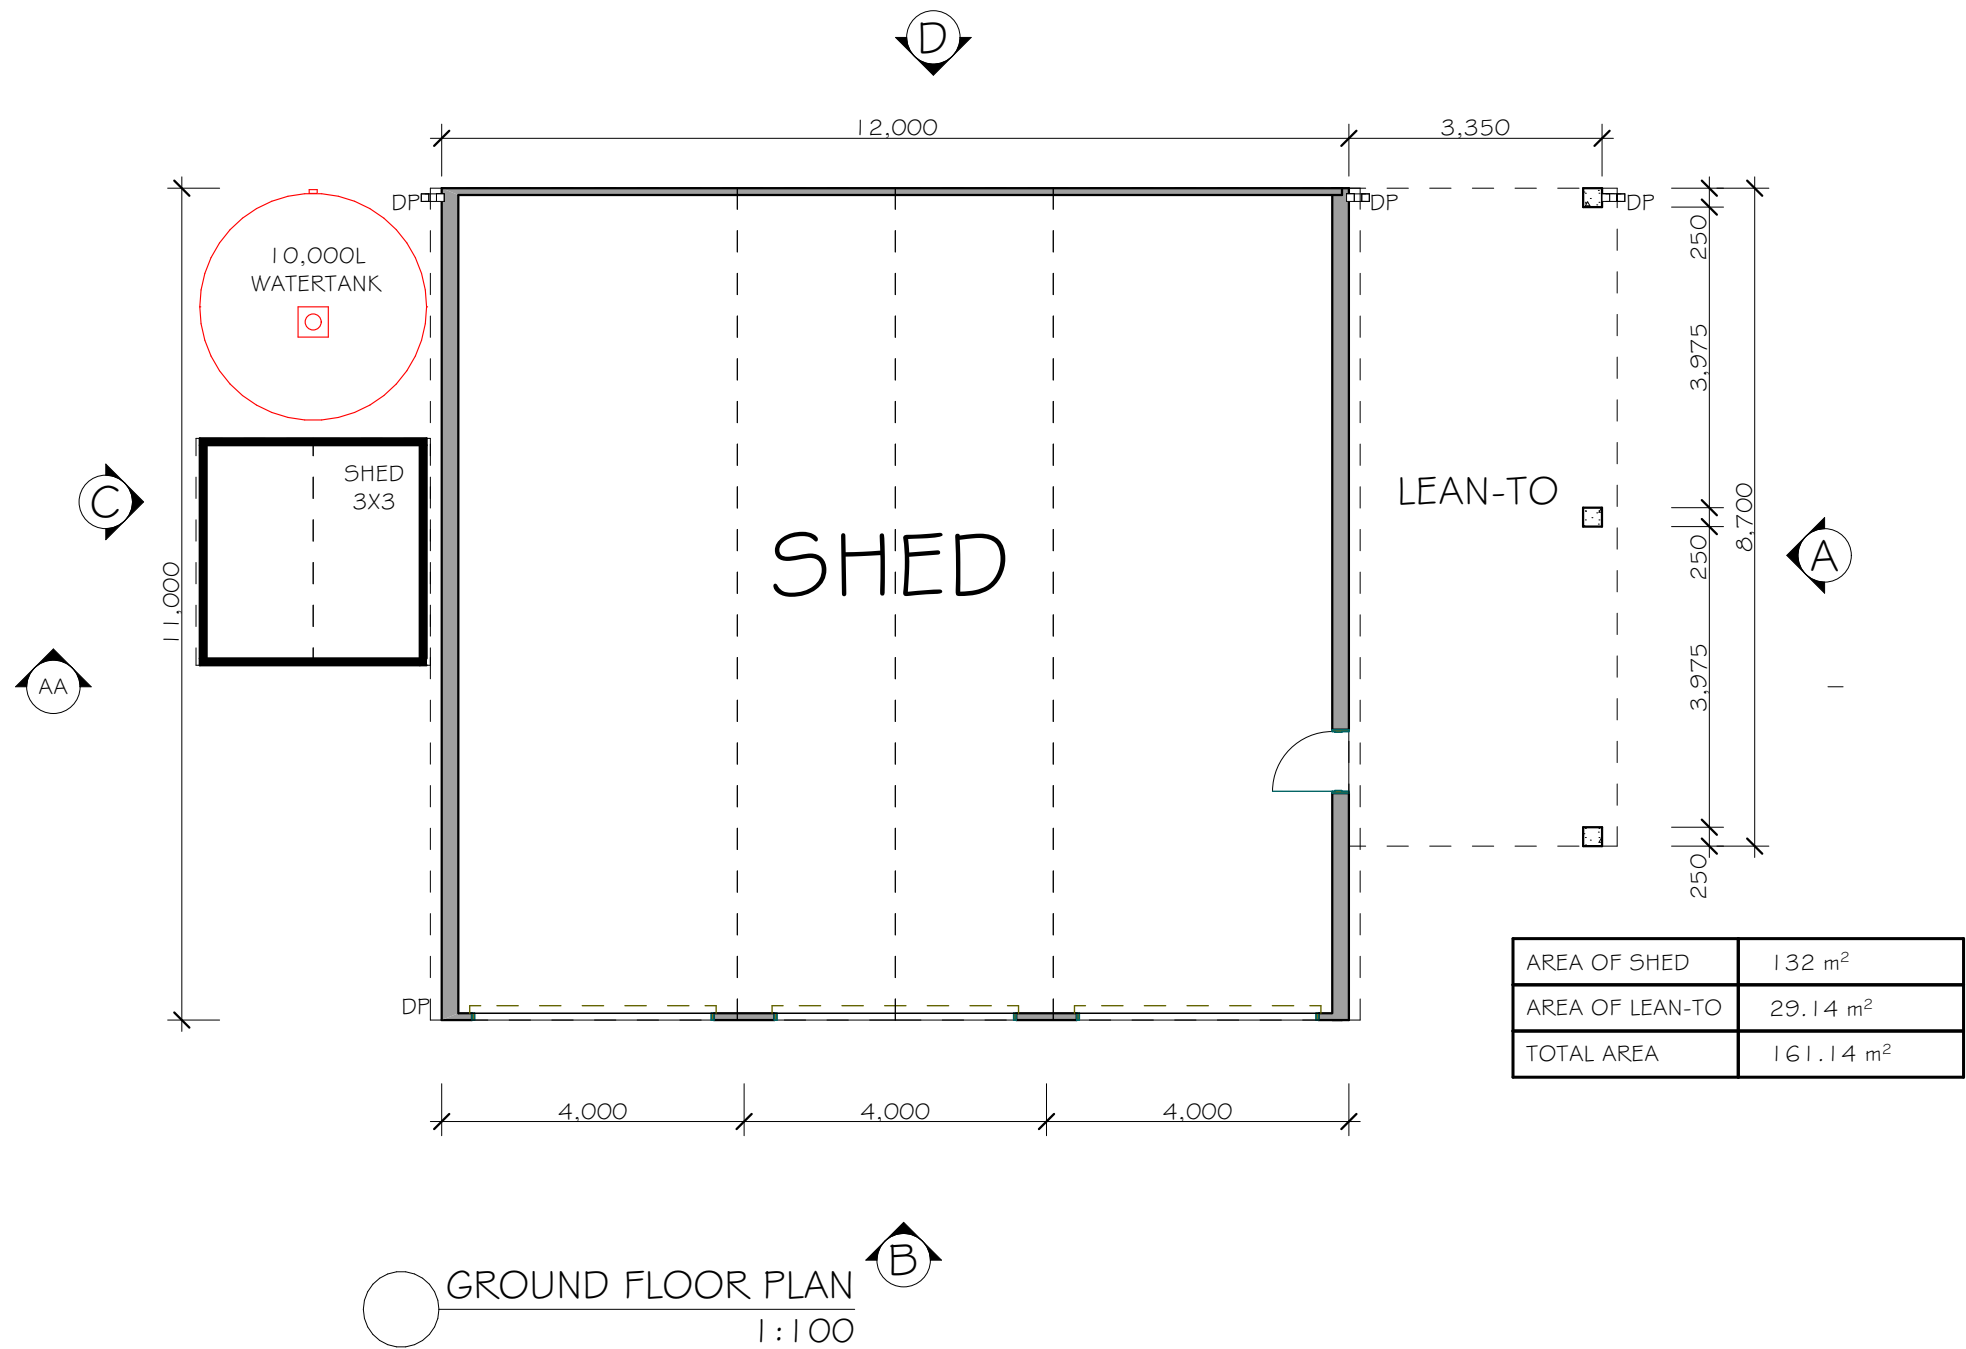 D
12,000
3,350
DP
DP
DP
10,000L
WATERTANK
250
3,975
SHED
3X3
C
LEAN-TO
8,700
250
A
SHED
11,000
AA
3,975
250
DP
AREA OF SHED 132 m²
AREA OF LEAN-TO 29.14 m²
TOTAL AREA 161.14 m²
4,000
4,000
4,000
B
GROUND FLOOR PLAN
1:100